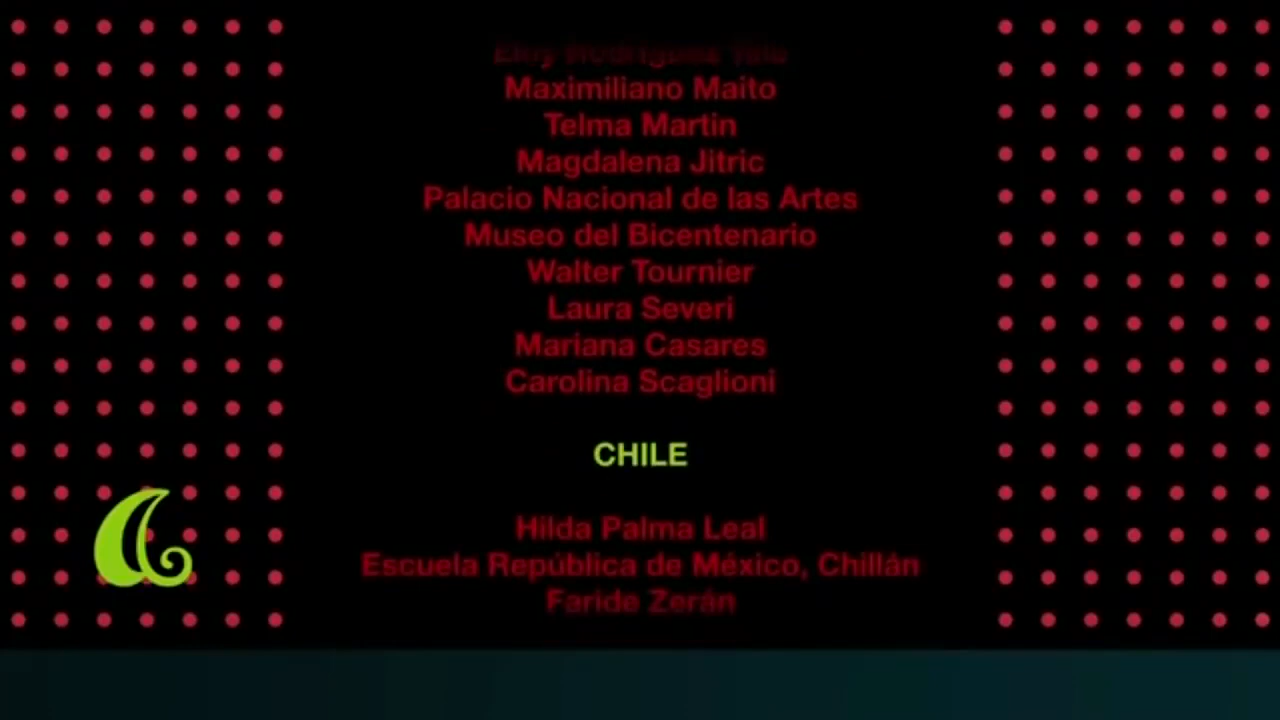 Maximiliano Maito
Telma Martin
Magdalena Jitric
Palacio Nacional de las Artes
Museo del Bicentenario
Walter Tournier
Laura Severi
Mariana Casares
Carolina Scaglioni
CHILE
Hilda Palma Leal
Escuela República de México, Chillán
Faride Zerán